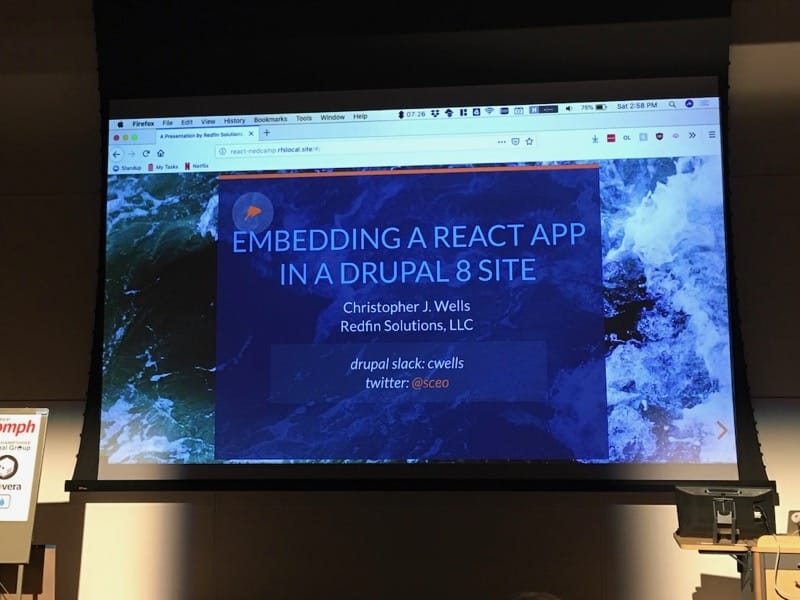 Firefox File Edit View History Bookmarks Tools Window Help 07:26 75% Sat 2:58 PM
A Presentation by Redfin Solutions
react-nedcamp.rfslocal.site/#/
Standup My Tasks Netflix
EMBEDDING A REACT APP
IN A DRUPAL 8 SITE
Christopher J. Wells
Redfin Solutions, LLC
drupal slack: cwells
twitter: @sceo
omph
al Group
vera